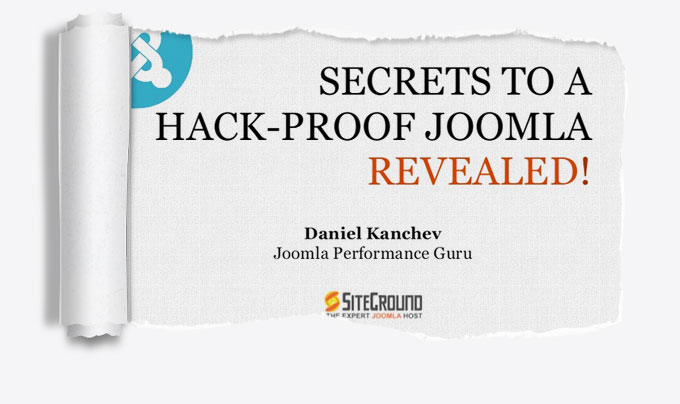 SECRETS TO A
HACK-PROOF JOOMLA
REVEALED!
Daniel Kanchev
Joomla Performance Guru
SITEGROUND
THE EXPERT JOOMLA HOST